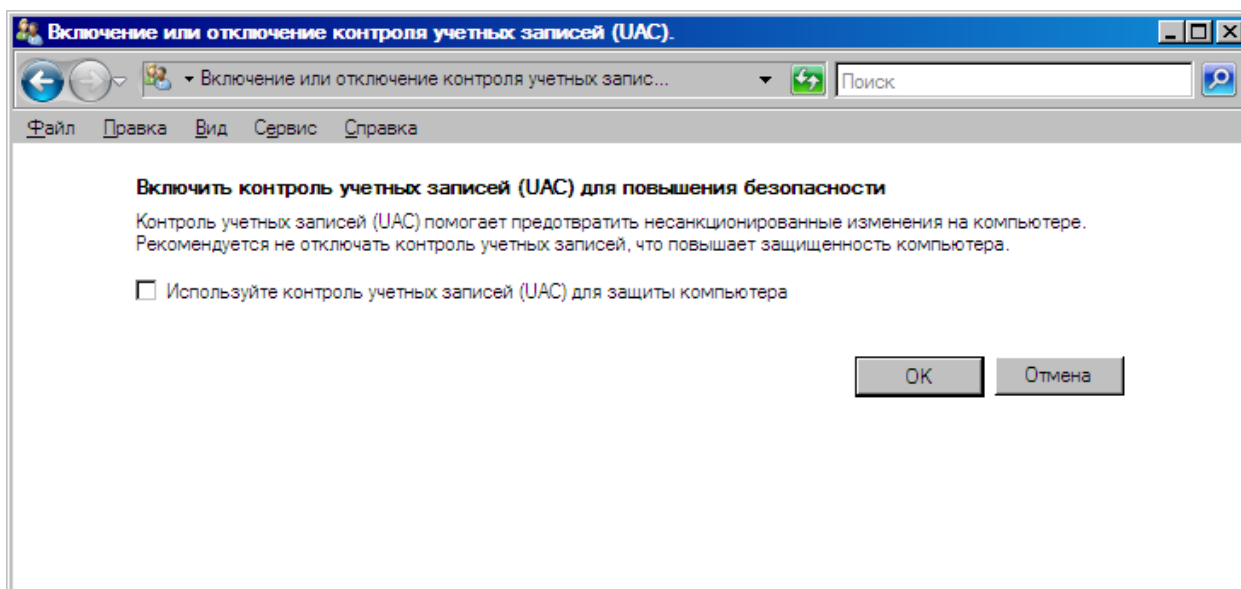 Включение или отключение контроля учетных записей (UAC).
Включение или отключение контроля учетных запис...
Поиск
Файл Правка Вид Сервис Справка
Включить контроль учетных записей (UAC) для повышения безопасности
Контроль учетных записей (UAC) помогает предотвратить несанкционированные изменения на компьютере.
Рекомендуется не отключать контроль учетных записей, что повышает защищенность компьютера.
Используйте контроль учетных записей (UAC) для защиты компьютера
OK Отмена